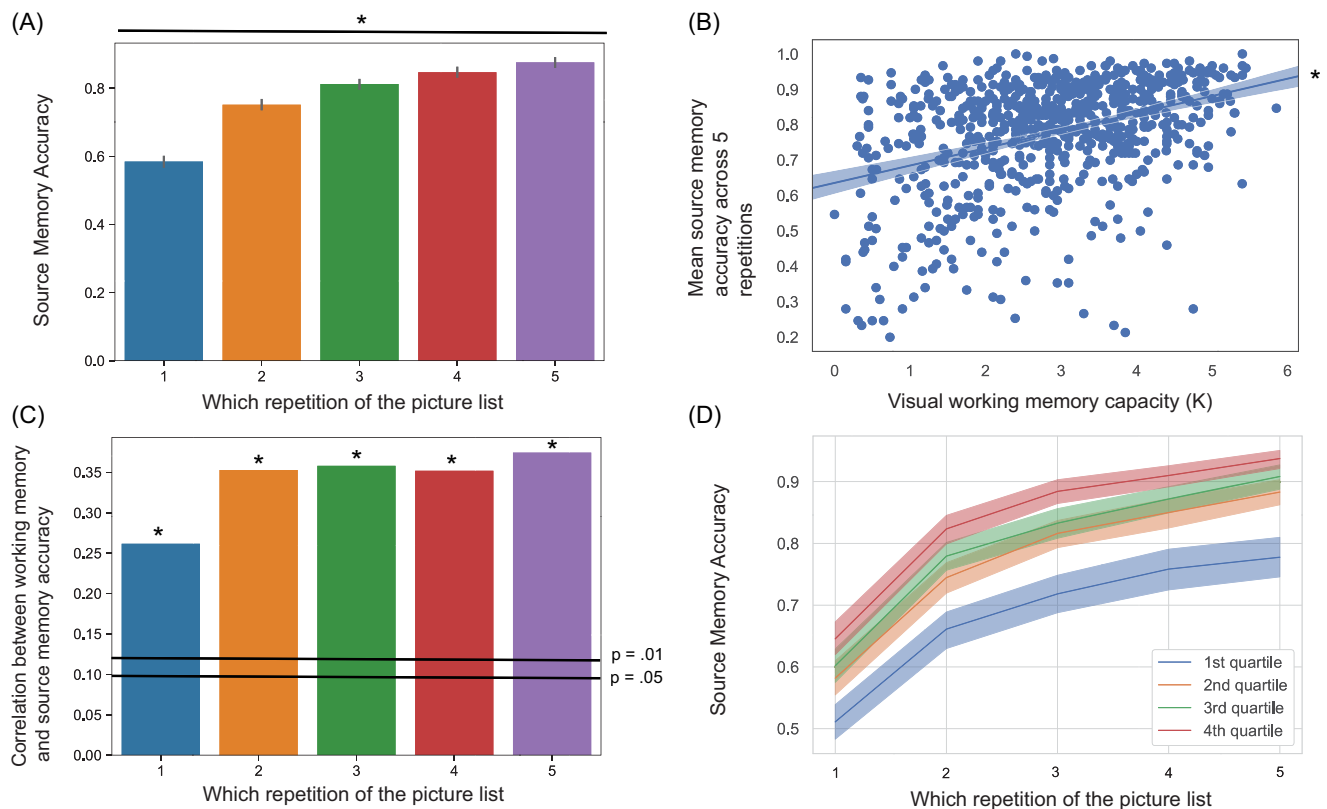 (A)
*
Source Memory Accuracy
0.8
0.6
0.4
0.2
0.0
1 2 3 4 5
Which repetition of the picture list
(B)
Mean source memory
accuracy across 5
repetitions
1.0
0.9
0.8
0.7
0.6
0.5
0.4
0.3
0.2
*
0 1 2 3 4 5 6
Visual working memory capacity (K)
(C)
Correlation between working memory
and source memory accuracy
0.35
0.30
0.25
0.20
0.15
0.10
0.05
0.00
* * * * *
p = .01
p = .05
1 2 3 4 5
Which repetition of the picture list
(D)
Source Memory Accuracy
0.9
0.8
0.7
0.6
0.5
1st quartile
2nd quartile
3rd quartile
4th quartile
1 2 3 4 5
Which repetition of the picture list